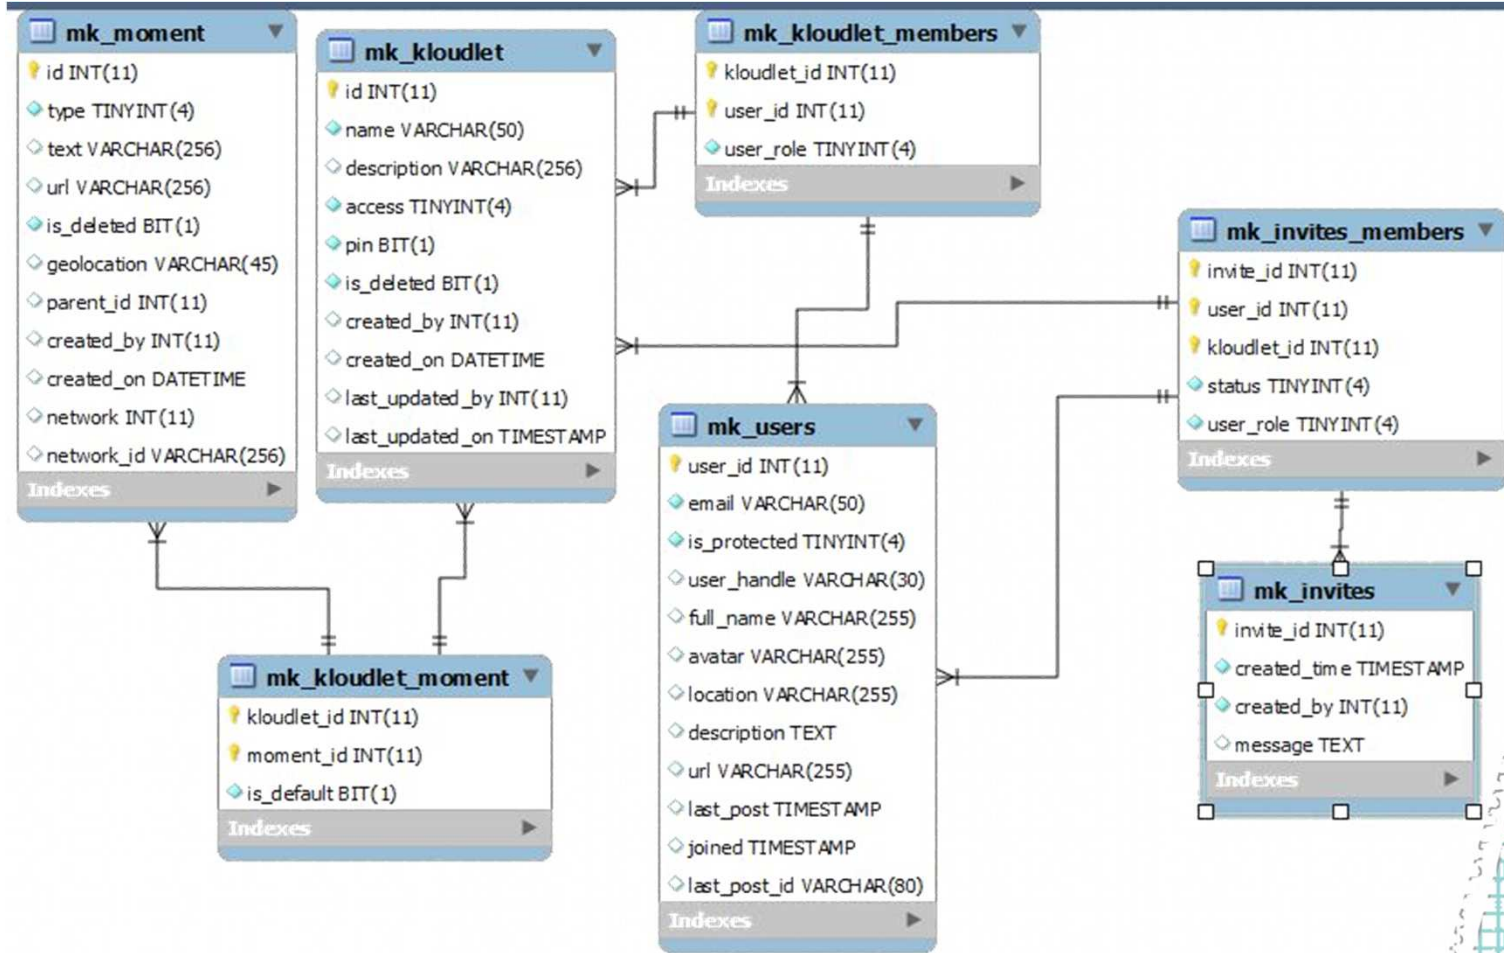 mk_moment
id INT(11)
type TINYINT(4)
text VARCHAR(256)
url VARCHAR(256)
is_deleted BIT(1)
geolocation VARCHAR(45)
parent_id INT(11)
created_by INT(11)
created_on DATETIME
network INT(11)
network_id VARCHAR(256)
Indexes
mk_kloudlet
id INT(11)
name VARCHAR(50)
description VARCHAR(256)
access TINYINT(4)
pin BIT(1)
is_deleted BIT(1)
created_by INT(11)
created_on DATETIME
last_updated_by INT(11)
last_updated_on TIMESTAMP
Indexes
mk_kloudlet_members
kloudlet_id INT(11)
user_id INT(11)
user_role TINYINT(4)
Indexes
mk_invites_members
invite_id INT(11)
user_id INT(11)
kloudlet_id INT(11)
status TINYINT(4)
user_role TINYINT(4)
Indexes
mk_users
user_id INT(11)
email VARCHAR(50)
is_protected TINYINT(4)
user_handle VARCHAR(30)
full_name VARCHAR(255)
avatar VARCHAR(255)
location VARCHAR(255)
description TEXT
url VARCHAR(255)
last_post TIMESTAMP
joined TIMESTAMP
last_post_id VARCHAR(80)
Indexes
mk_invites
invite_id INT(11)
created_time TIMESTAMP
created_by INT(11)
message TEXT
Indexes
mk_kloudlet_moment
kloudlet_id INT(11)
moment_id INT(11)
is_default BIT(1)
Indexes